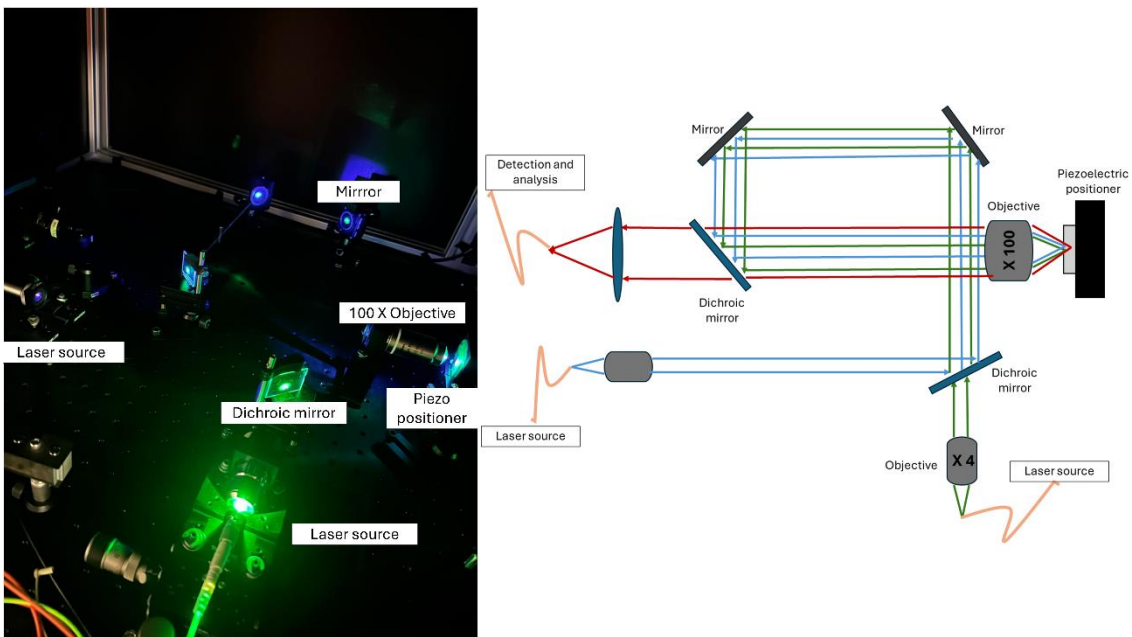 Mirrror
100 X Objective
Laser source
Dichroic mirror
Piezo
positioner
Laser source
Mirror
Mirror
Detection and
analysis
Piezoelectric
positioner
Objective
X 100
Dichroic
mirror
Dichroic
mirror
Laser source
Objective
X 4
Laser source